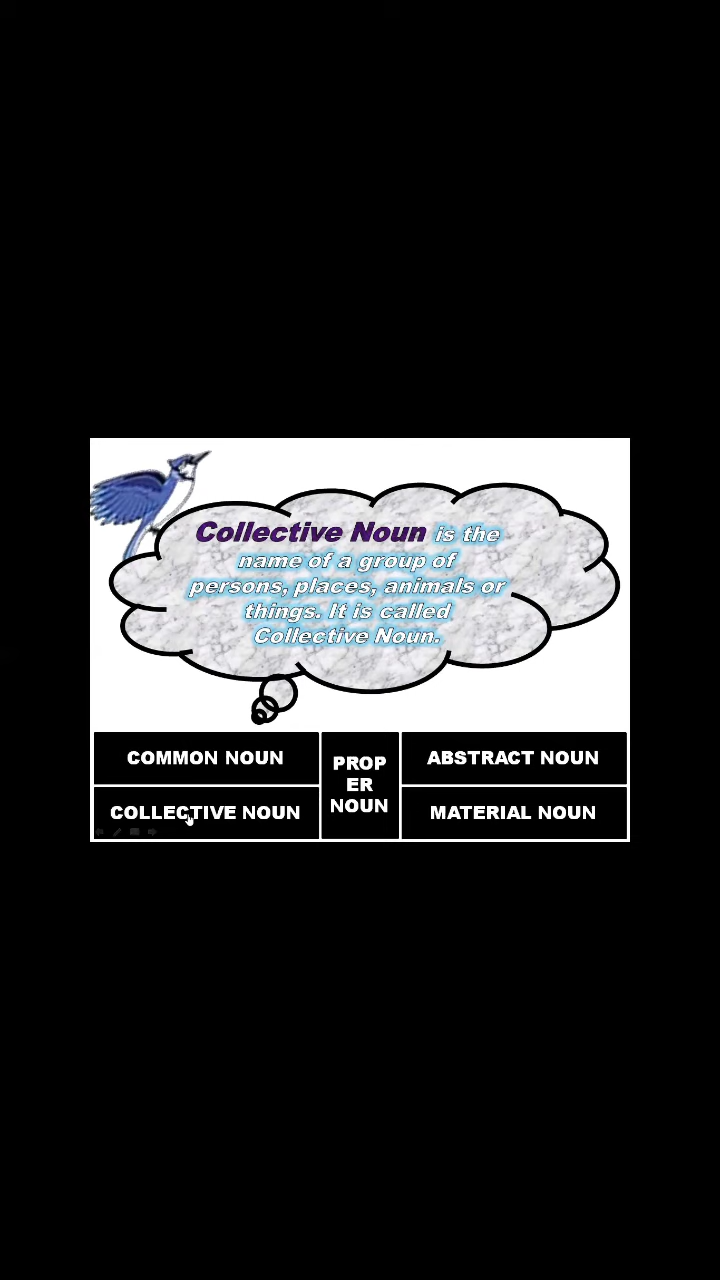 Collective Noun is the
name of a group of
persons, places, animals or
things. It is called
Collective Noun.
COMMON NOUN
COLLECTIVE NOUN
PROP
ER
NOUN
ABSTRACT NOUN
MATERIAL NOUN